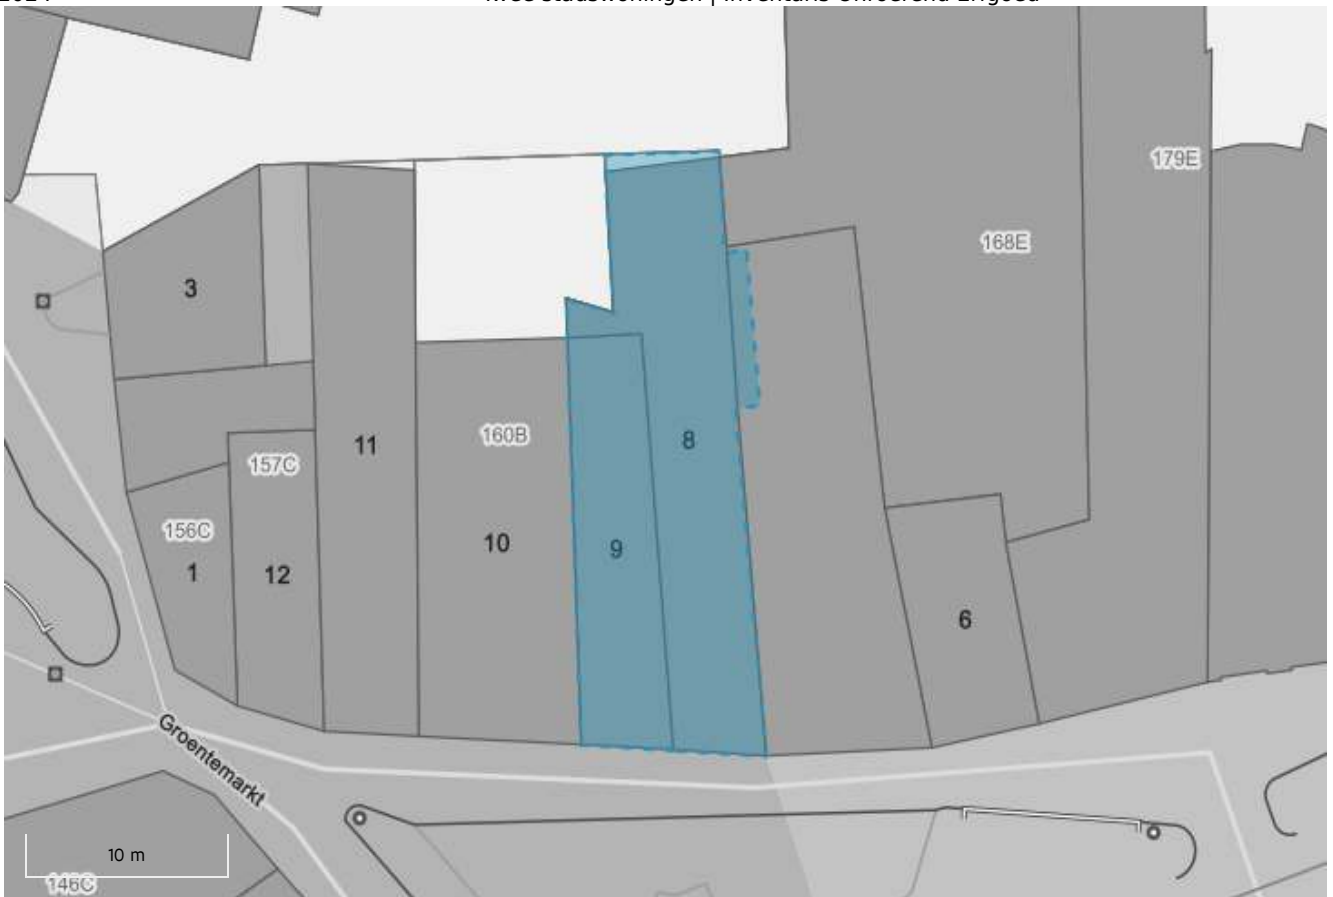 Stadswoningen | Inventaris Onroerend Erfgoed
179E
168E
3
11
160B
8
157C
156C
10
9
1
12
6
Groentemarkt
10 m
146C